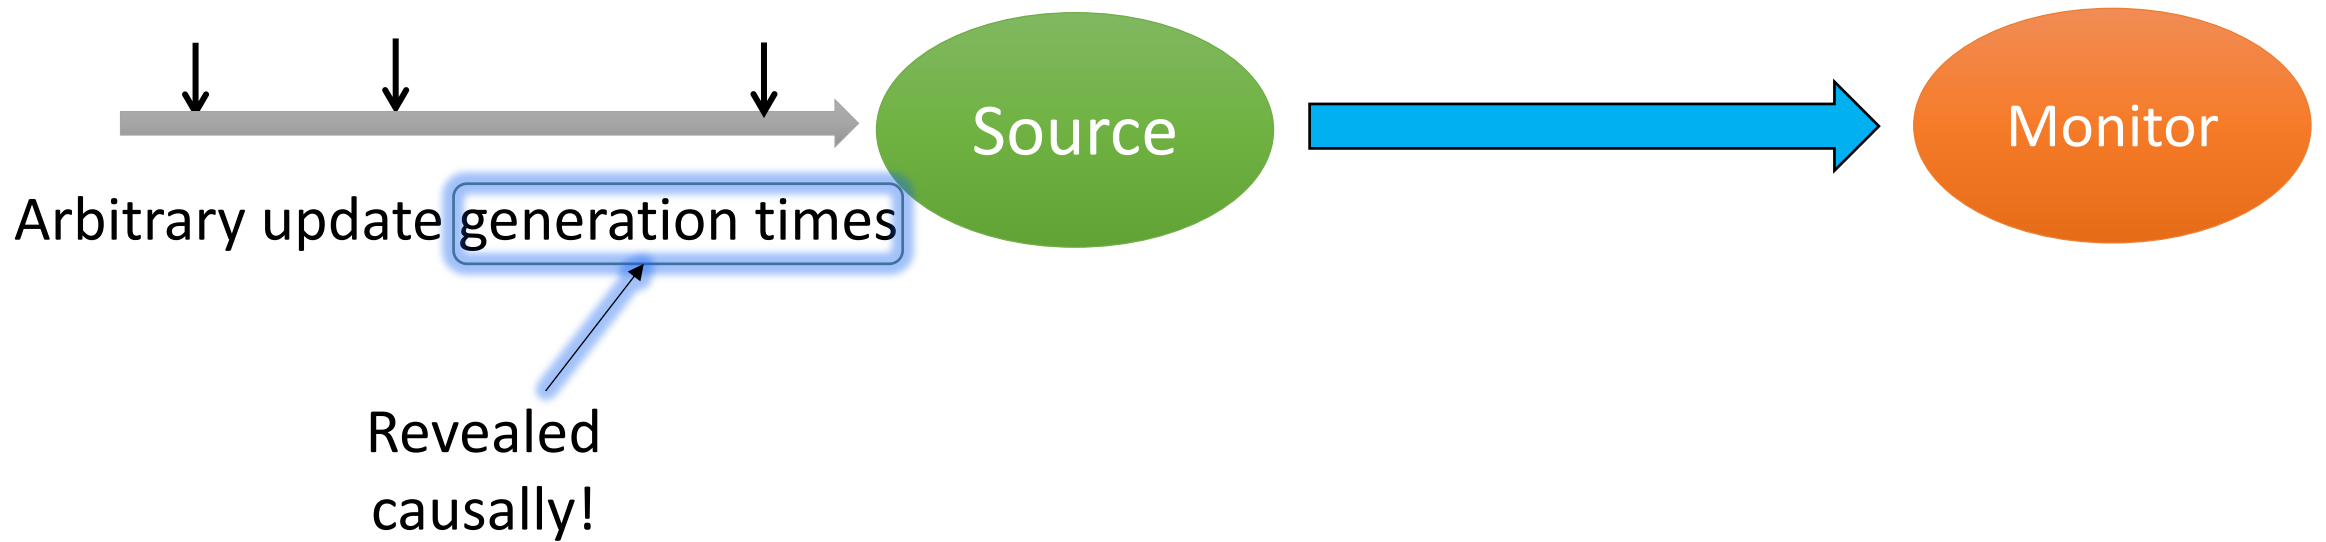 Source
Monitor
Arbitrary update generation times
Revealed
causally!